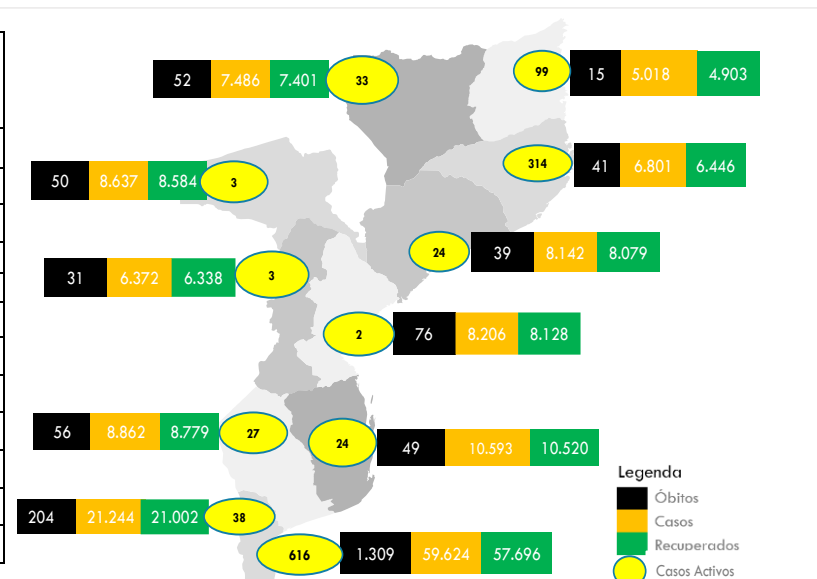 52 7.486 7.401 33
99 15 5.018 4.903
314 41 6.801 6.446
50 8.637 8.584 3
24 39 8.142 8.079
31 6.372 6.338 3
2 76 8.206 8.128
56 8.862 8.779 27
24 49 10.593 10.520
204 21.244 21.002 38
616 1.309 59.624 57.696
Legenda
Óbitos
Casos
Recuperados
Casos Activos